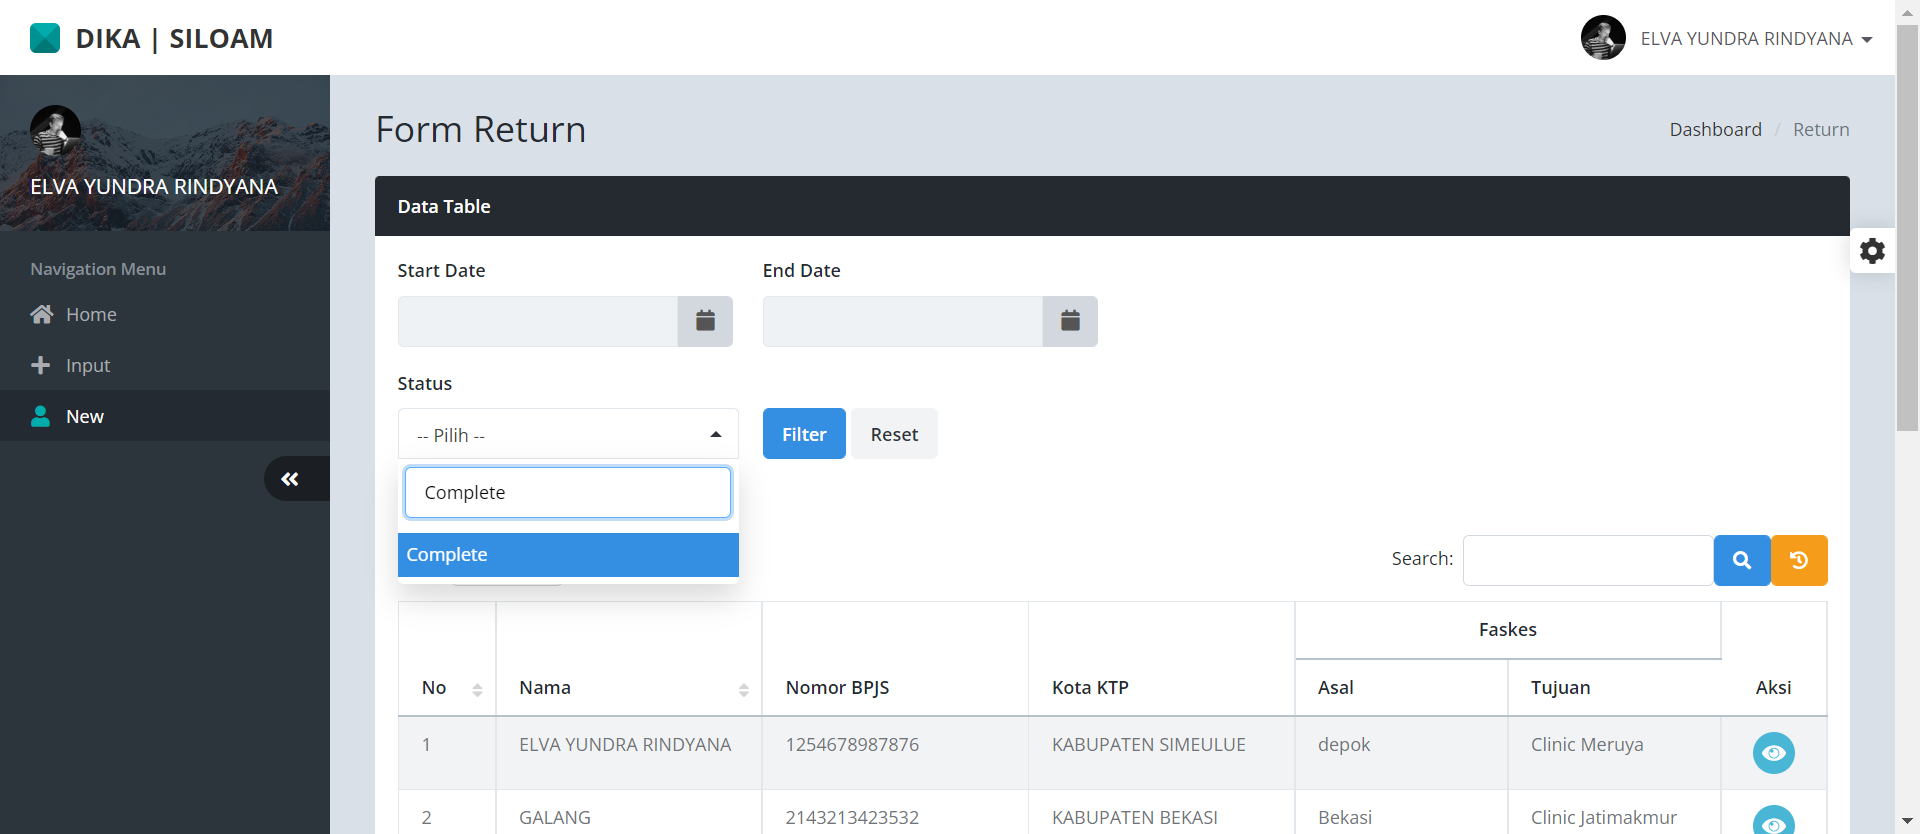 DIKA | SILOAM
ELVA YUNDRA RINDYANA
ELVA YUNDRA RINDYANA
Navigation Menu
Home
Input
New
Form Return
Dashboard / Return
Data Table
Start Date
End Date
Status
-- Pilih --
Filter
Reset
Complete
Complete
Search:
Faskes
No
Nama
Nomor BPJS
Kota KTP
Asal
Tujuan
Aksi
1 ELVA YUNDRA RINDYANA 1254678987876 KABUPATEN SIMEULUE depok Clinic Meruya
2 GALANG 2143213423532 KABUPATEN BEKASI Bekasi Clinic Jatimakmur